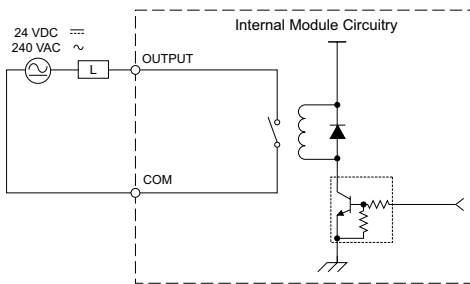 Internal Module Circuitry
24 VDC ⎓
240 VAC ∿
L
OUTPUT
COM